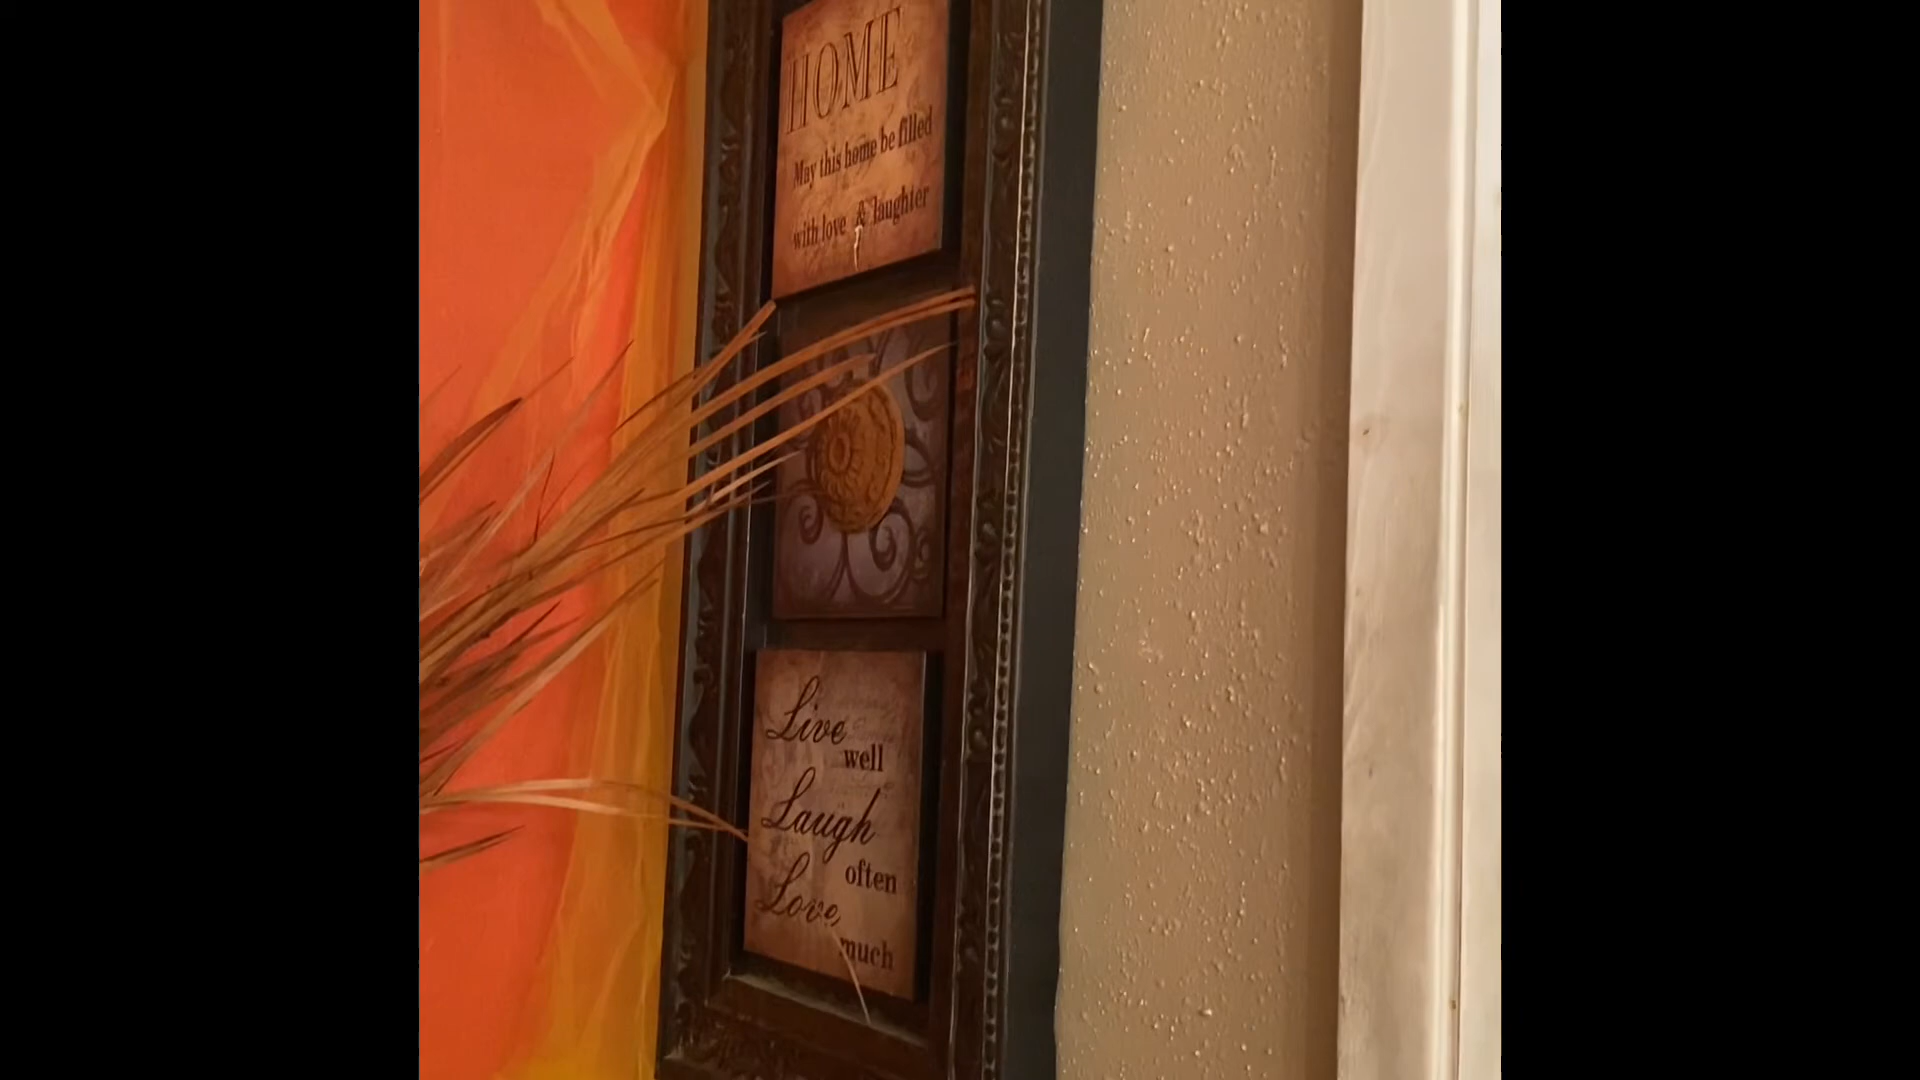 HOME
May this home be filled
with love & laughter
Live
well
Laugh
often
Love
much